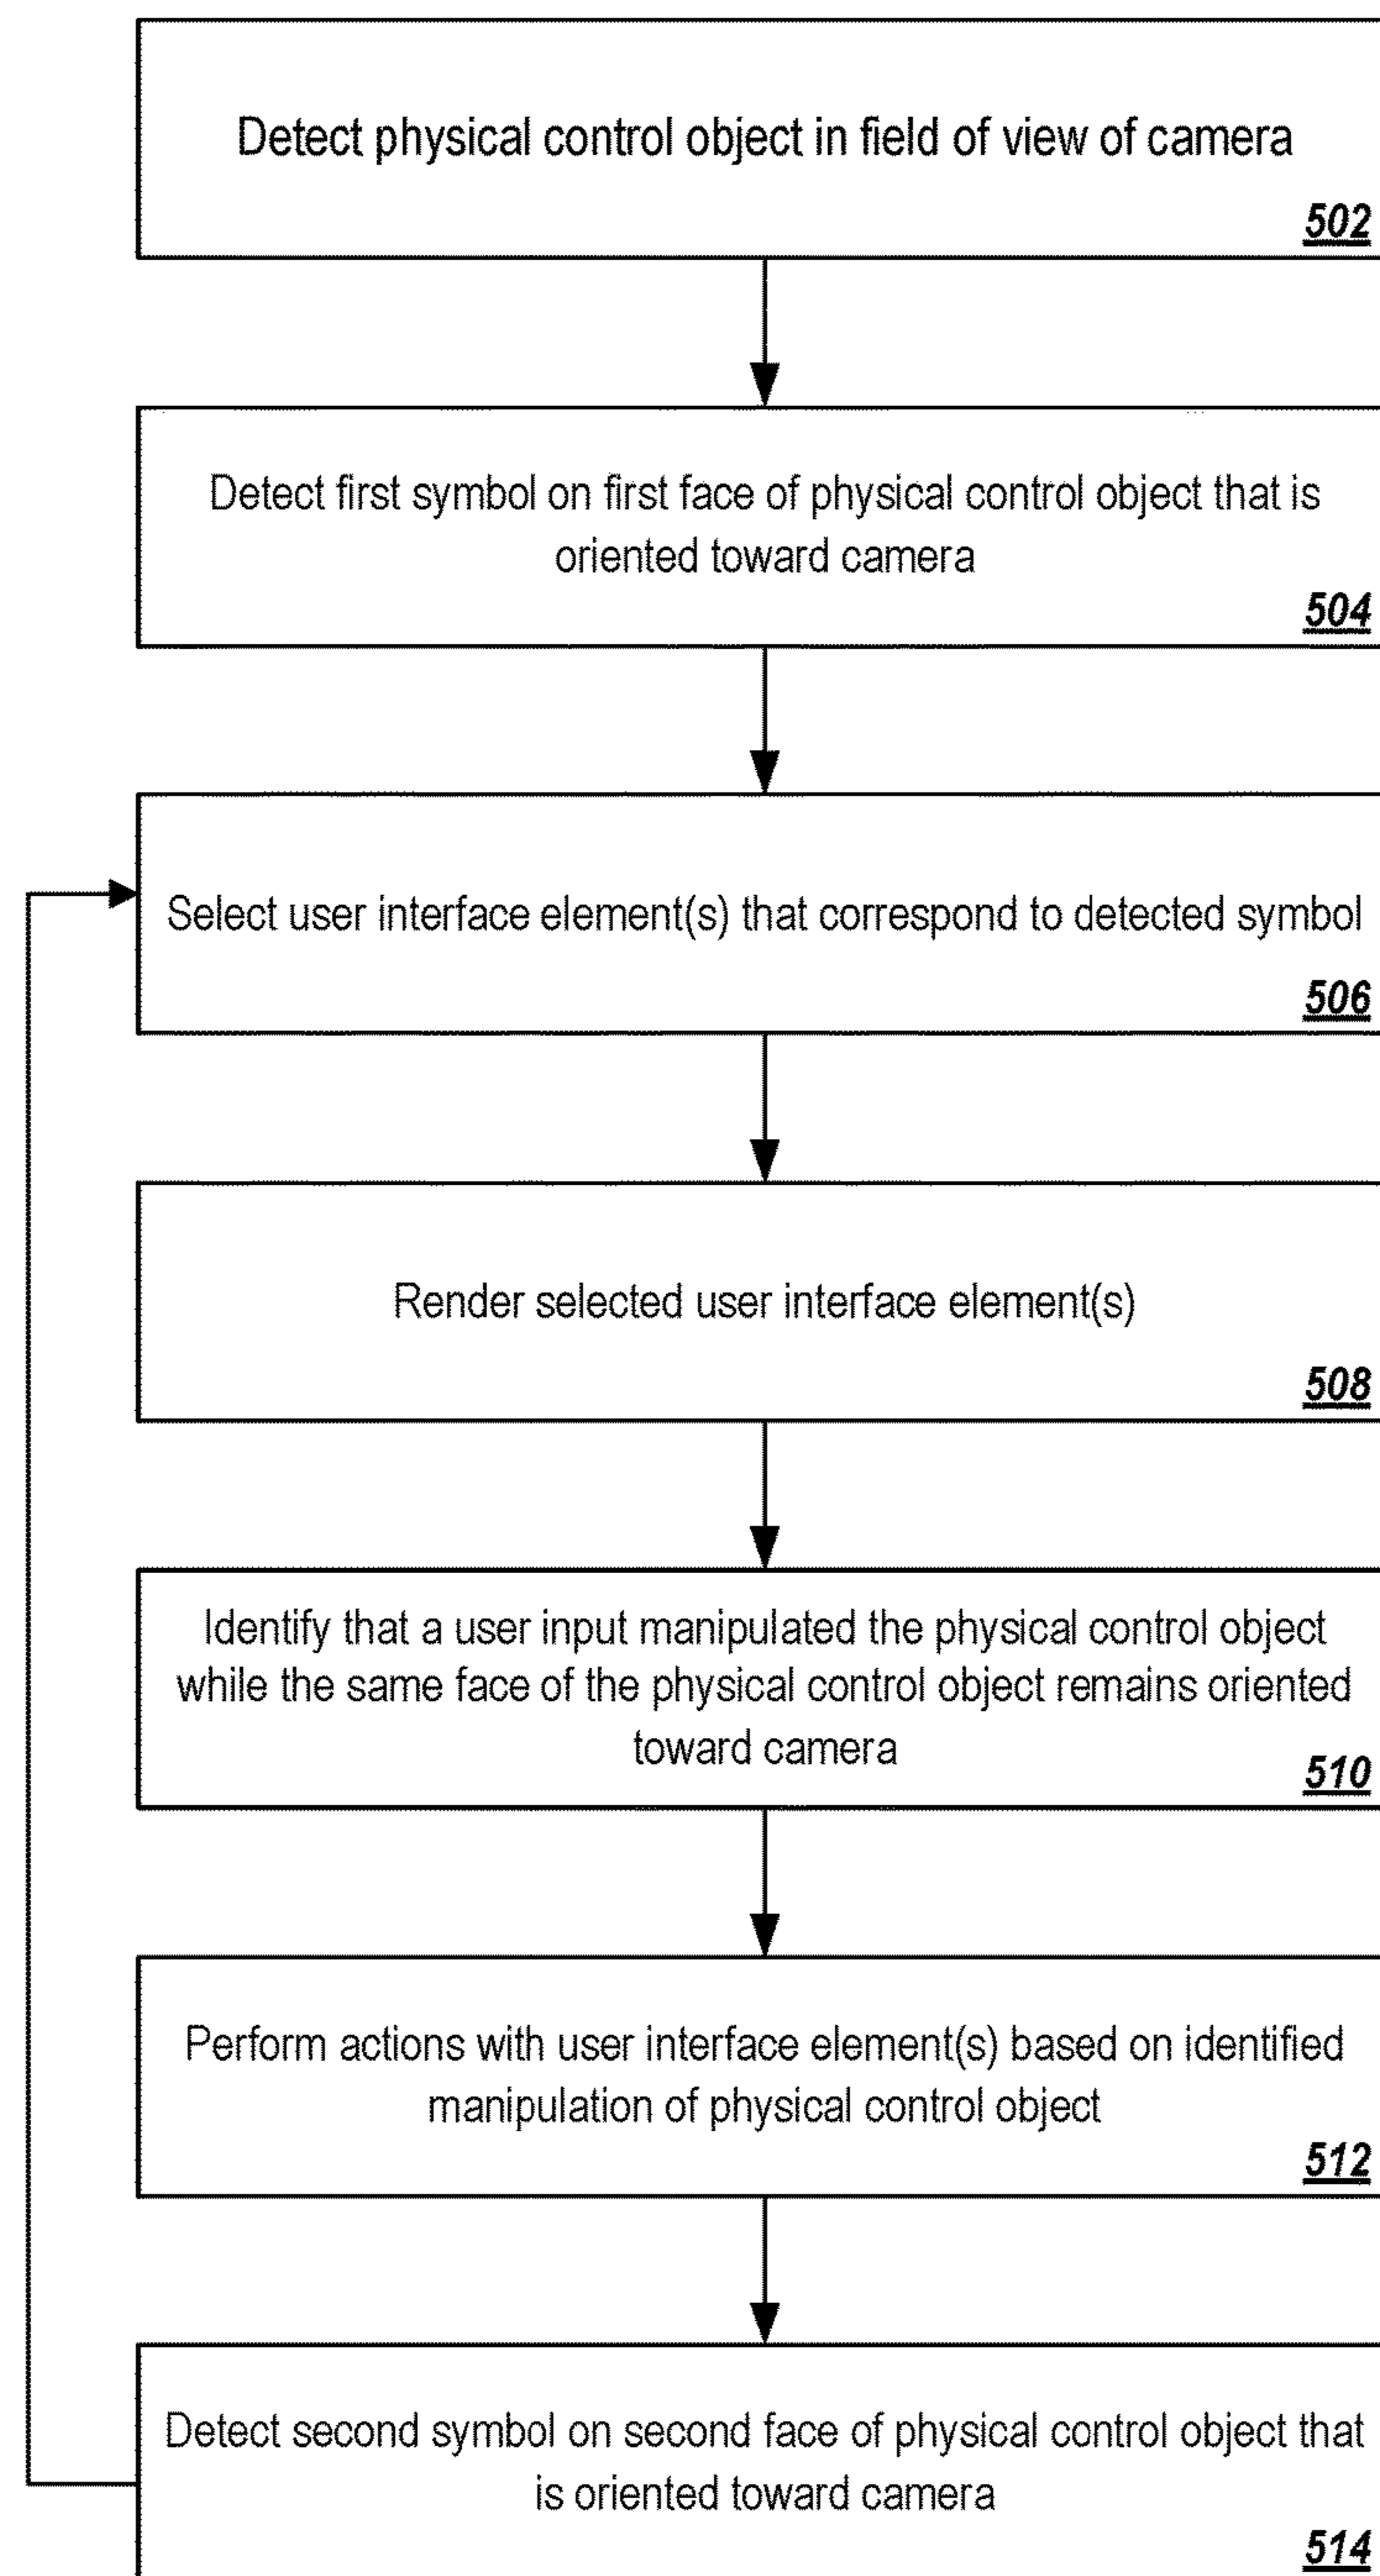 Detect physical control object in field of view of camera
502
Detect first symbol on first face of physical control object that is
oriented toward camera
504
Select user interface element(s) that correspond to detected symbol
506
Render selected user interface element(s)
508
Identify that a user input manipulated the physical control object
while the same face of the physical control object remains oriented
toward camera
510
Perform actions with user interface element(s) based on identified
manipulation of physical control object
512
Detect second symbol on second face of physical control object that
is oriented toward camera
514